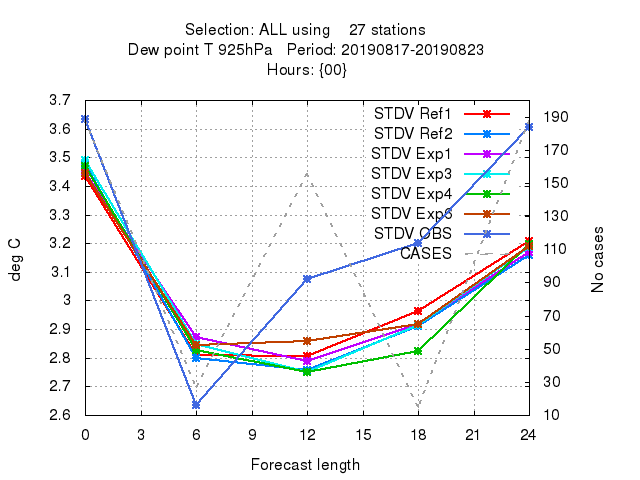 Selection: ALL using 27 stations
Dew point T 925hPa Period: 20190817-20190823
Hours: {00}
3.7
3.6
3.5
3.4
3.3
3.2
3.1
3
2.9
2.8
2.7
2.6
deg C
STDV Ref1
STDV Ref2
STDV Exp1
STDV Exp3
STDV Exp4
STDV Exp6
STDV OBS
CASES
190
170
150
130
110
90
70
50
30
10
No cases
0 3 6 9 12 15 18 21 24
Forecast length